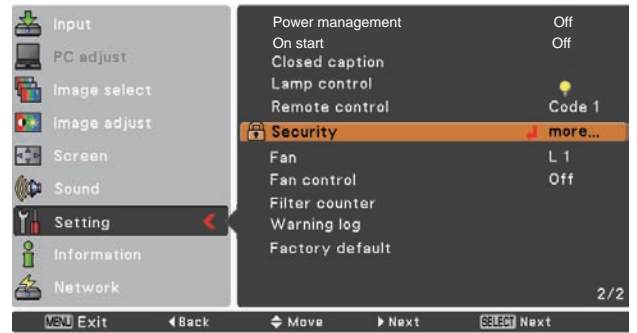 Input
PC adjust
Image select
Image adjust
Screen
Sound
Setting
Information
Network
Power management Off
On start Off
Closed caption
Lamp control
Remote control Code 1
Security more...
Fan L 1
Fan control Off
Filter counter
Warning log
Factory default
2/2
MENU Exit Back Move Next SELECT Next